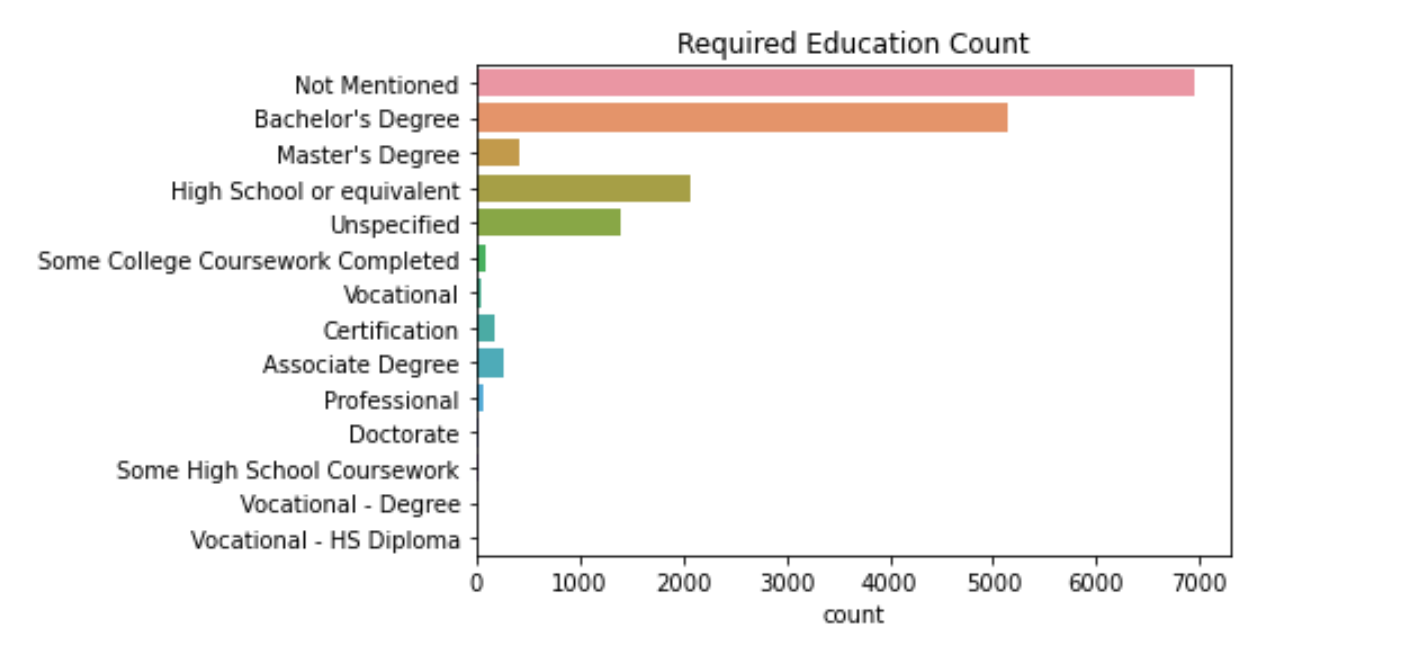 Required Education Count
Not Mentioned
Bachelor's Degree
Master's Degree
High School or equivalent
Unspecified
Some College Coursework Completed
Vocational
Certification
Associate Degree
Professional
Doctorate
Some High School Coursework
Vocational - Degree
Vocational - HS Diploma
0 1000 2000 3000 4000 5000 6000 7000
count